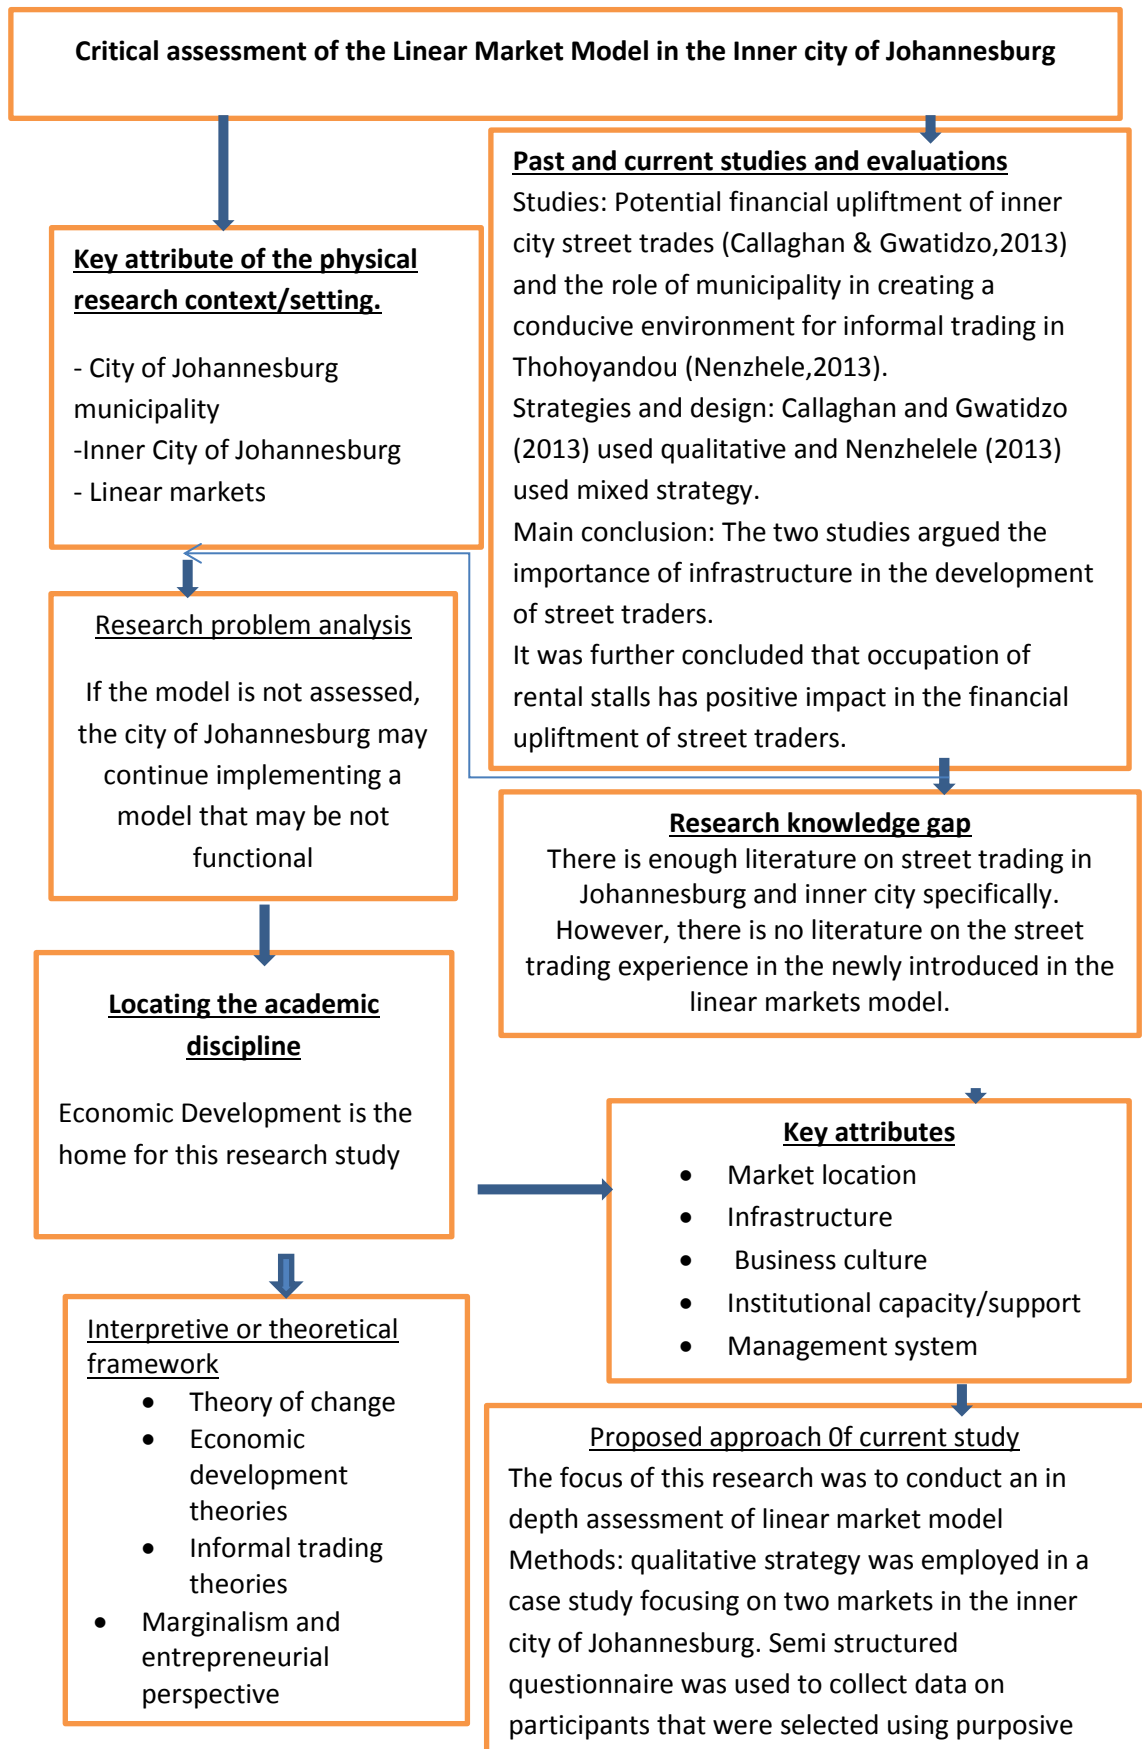 Critical assessment of the Linear Market Model in the Inner city of Johannesburg
Key attribute of the physical
research context/setting.
- City of Johannesburg
municipality
-Inner City of Johannesburg
- Linear markets
Past and current studies and evaluations
Studies: Potential financial upliftment of inner
city street trades (Callaghan & Gwatidzo,2013)
and the role of municipality in creating a
conducive environment for informal trading in
Thohoyandou (Nenzhele,2013).
Strategies and design: Callaghan and Gwatidzo
(2013) used qualitative and Nenzhelele (2013)
used mixed strategy.
Main conclusion: The two studies argued the
importance of infrastructure in the development
of street traders.
It was further concluded that occupation of
rental stalls has positive impact in the financial
upliftment of street traders.
Research problem analysis
If the model is not assessed,
the city of Johannesburg may
continue implementing a
model that may be not
functional
Research knowledge gap
There is enough literature on street trading in
Johannesburg and inner city specifically.
However, there is no literature on the street
trading experience in the newly introduced in the
linear markets model.
Locating the academic
discipline
Economic Development is the
home for this research study
Key attributes
• Market location
• Infrastructure
• Business culture
• Institutional capacity/support
• Management system
Interpretive or theoretical
framework
• Theory of change
• Economic
development
theories
• Informal trading
theories
• Marginalism and
entrepreneurial
perspective
Proposed approach 0f current study
The focus of this research was to conduct an in
depth assessment of linear market model
Methods: qualitative strategy was employed in a
case study focusing on two markets in the inner
city of Johannesburg. Semi structured
questionnaire was used to collect data on
participants that were selected using purposive